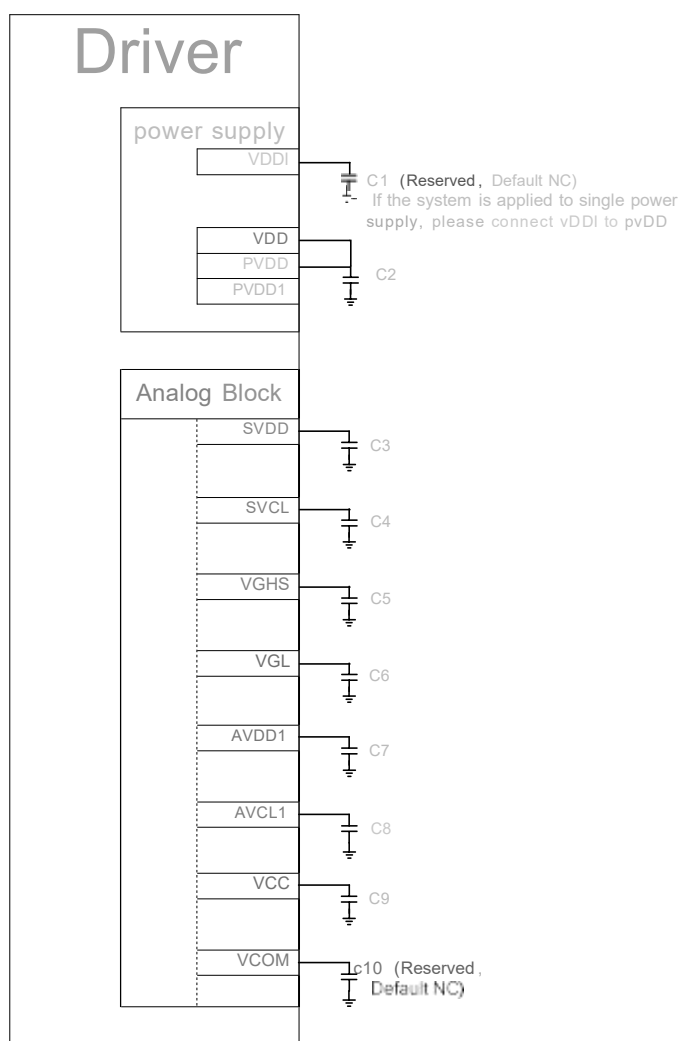 Driver
power supply
VDDI
C1 (Reserved, Default NC)
If the system is applied to single power
supply, please connect vDDI to pvDD
VDD
PVDD
C2
PVDD1
Analog Block
SVDD
C3
SVCL
C4
VGHS
C5
VGL
C6
AVDD1
C7
AVCL1
C8
VCC
C9
VCOM
c10 (Reserved,
Default NC)